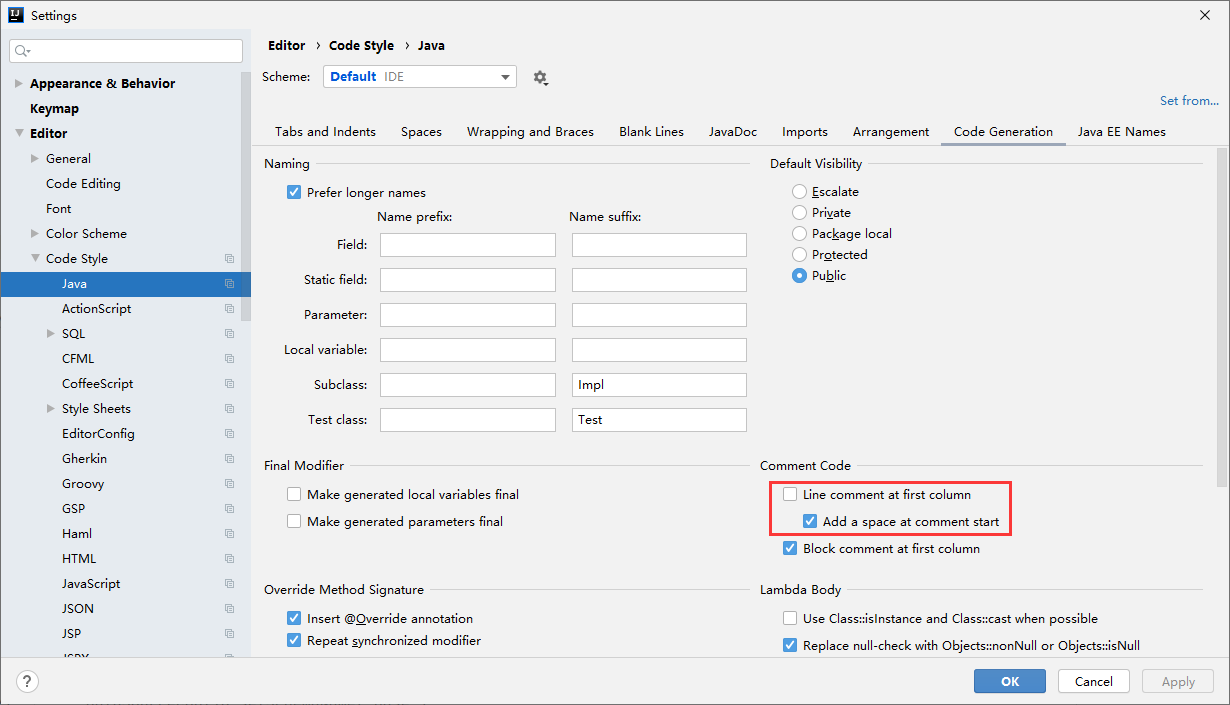 Settings
Appearance & Behavior
Keymap
Editor
General
Code Editing
Font
Color Scheme
Code Style
Java
ActionScript
SQL
CFML
CoffeeScript
Style Sheets
EditorConfig
Gherkin
Groovy
GSP
Haml
HTML
JavaScript
JSON
JSP
Editor › Code Style › Java
Scheme: Default IDE
Set from...
Tabs and Indents Spaces Wrapping and Braces Blank Lines JavaDoc Imports Arrangement Code Generation Java EE Names
Naming
Prefer longer names
Name prefix: Name suffix:
Field:
Static field:
Parameter:
Local variable:
Subclass: Impl
Test class: Test
Default Visibility
Escalate
Private
Package local
Protected
Public
Final Modifier
Make generated local variables final
Make generated parameters final
Comment Code
Line comment at first column
Add a space at comment start
Block comment at first column
Override Method Signature
Insert @Override annotation
Repeat synchronized modifier
Lambda Body
Use Class::isInstance and Class::cast when possible
Replace null-check with Objects::nonNull or Objects::isNull
?
OK Cancel Apply